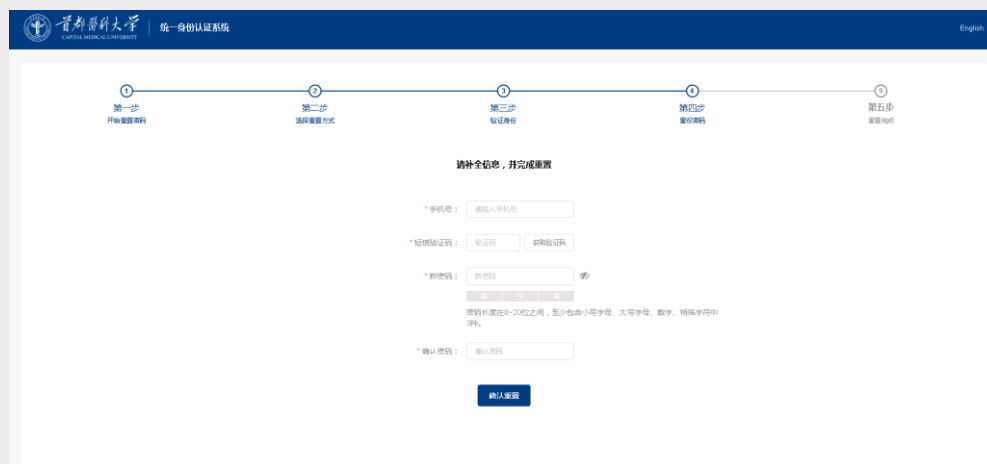 首都医科大学
CAPITAL MEDICAL UNIVERSITY
统一身份认证系统
English
1
第一步
开始重置密码
2
第二步
选择重置方式
3
第三步
验证身份
4
第四步
重设密码
5
第五步
重置完成
请补全信息，并完成重置
*手机号： 请输入手机号
*短信验证码： 验证码 获取验证码
*新密码： 新密码
弱 中 强
密码长度在8~20位之间，至少包含小写字母、大写字母、数字、特殊字符中
3种。
*确认密码： 确认密码
确认重置